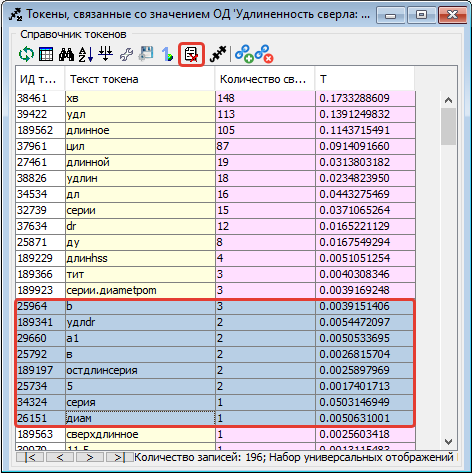 Токены, связанные со значением ОД 'Удлиненность сверла: ...
Справочник токенов
ИД т... Текст токена Количество св... T
38461 хв 148 0.1733288609
39422 удл 113 0.1391249832
189562 длинное 105 0.1143715491
37961 цил 87 0.0914091660
27461 длинной 19 0.0313803182
38826 удлин 18 0.0234823950
34534 дл 16 0.0443275469
32739 серии 15 0.0371065264
37634 dr 12 0.0165221129
25871 ду 8 0.0167549294
189229 длинhss 4 0.0051051254
189366 тит 3 0.0040308346
189923 серии.диаметром 3 0.0039169248
25964 b 3 0.0039151406
189341 удлdr 2 0.0054472097
29660 a1 2 0.0050533695
25792 в 2 0.0026815704
189197 остдлинсерия 2 0.0025897969
25734 5 2 0.0017401713
34324 серия 1 0.0503146949
26151 диам 1 0.0050631001
189563 сверхдлинное 1 0.0025603418
Количество записей: 196; Набор универсальных отображений